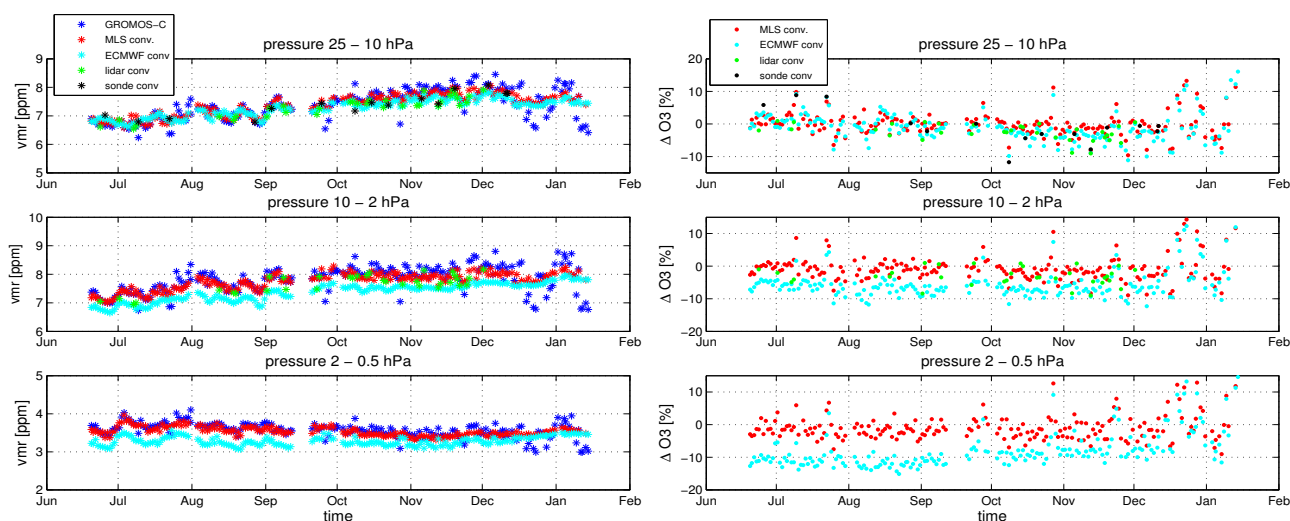 GROMOS−C
MLS conv.
ECMWF conv
lidar conv
sonde conv
pressure 25 − 10 hPa
vmr [ppm]
9
8
7
6
5
Jun Jul Aug Sep Oct Nov Dec Jan Feb
pressure 10 − 2 hPa
vmr [ppm]
10
9
8
7
6
Jun Jul Aug Sep Oct Nov Dec Jan Feb
pressure 2 − 0.5 hPa
vmr [ppm]
5
4
3
2
Jun Jul Aug Sep Oct Nov Dec Jan Feb
time
MLS conv.
ECMWF conv
lidar conv
sonde conv
pressure 25 − 10 hPa
Δ O3 [%]
20
10
0
−10
Jun Jul Aug Sep Oct Nov Dec Jan Feb
pressure 10 − 2 hPa
Δ O3 [%]
10
0
−10
−20
Jun Jul Aug Sep Oct Nov Dec Jan Feb
pressure 2 − 0.5 hPa
Δ O3 [%]
10
0
−10
−20
Jun Jul Aug Sep Oct Nov Dec Jan Feb
time